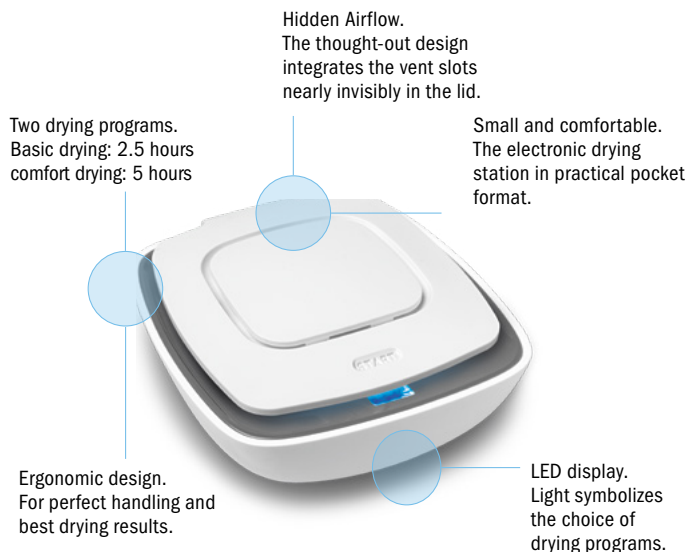 Hidden Airflow.
The thought-out design
integrates the vent slots
nearly invisibly in the lid.
Two drying programs.
Basic drying: 2.5 hours
comfort drying: 5 hours
Small and comfortable.
The electronic drying
station in practical pocket
format.
START
Ergonomic design.
For perfect handling and
best drying results.
LED display.
Light symbolizes
the choice of
drying programs.